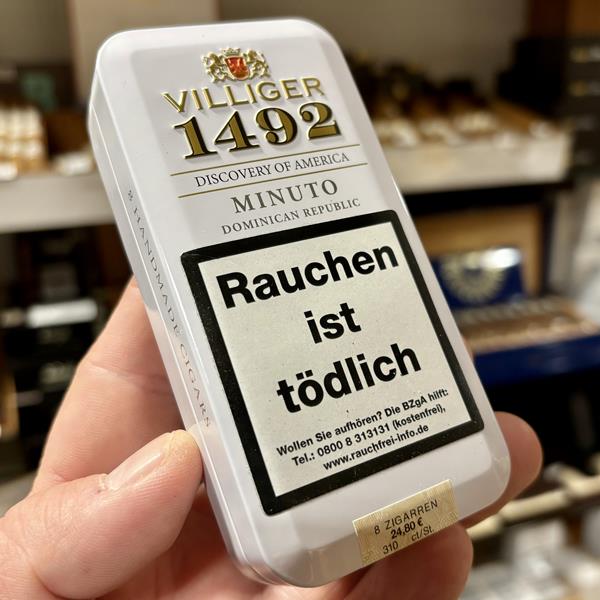 VILLIGER
1492
DISCOVERY OF AMERICA
MINUTO
DOMINICAN REPUBLIC
Rauchen
ist
tödlich
Wollen Sie aufhören? Die BZgA hilft:
Tel.: 0800 8 313131 (kostenfrei),
www.rauchfrei-info.de
8 ZIGARREN
24,80 €
310 ct/St.
8 HANDMADE CIGARS